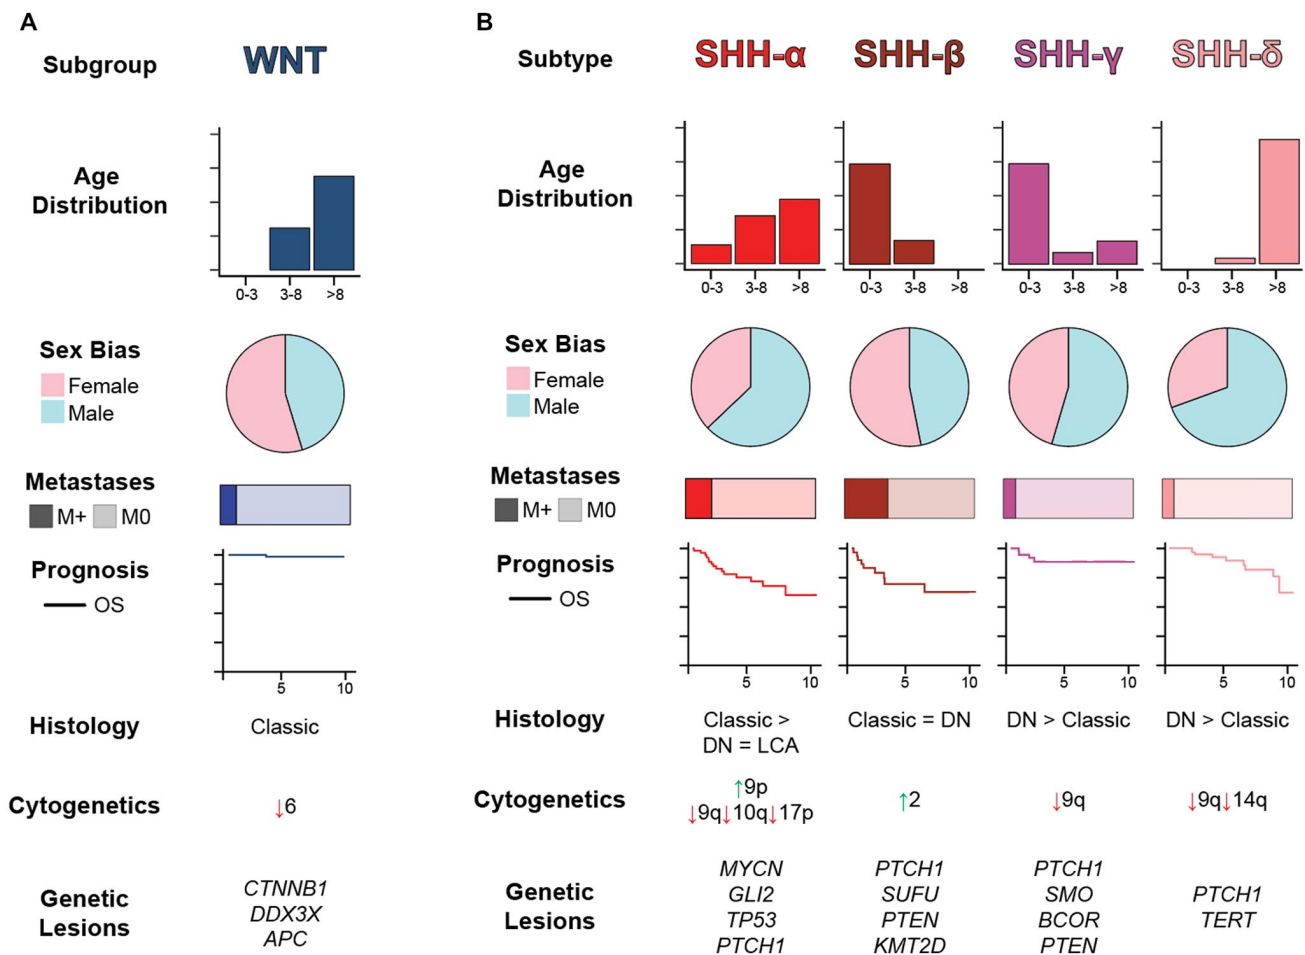 A
Subgroup
WNT
Age
Distribution
0-3 3-8 >8
Sex Bias
Female
Male
Metastases
M+ M0
Prognosis
OS
5 10
Histology
Classic
Cytogenetics
↓6
Genetic
Lesions
CTNNB1
DDX3X
APC
B
Subtype
SHH-α SHH-β SHH-γ SHH-δ
Age
Distribution
0-3 3-8 >8 0-3 3-8 >8 0-3 3-8 >8 0-3 3-8 >8
Sex Bias
Female
Male
Metastases
M+ M0
Prognosis
OS
5 10 5 10 5 10 5 10
Histology
Classic >
DN = LCA
Classic = DN
DN > Classic
DN > Classic
Cytogenetics
↑9p
↓9q↓10q↓17p
↑2
↓9q
↓9q↓14q
Genetic
Lesions
MYCN
GLI2
TP53
PTCH1
PTCH1
SUFU
PTEN
KMT2D
PTCH1
SMO
BCOR
PTEN
PTCH1
TERT